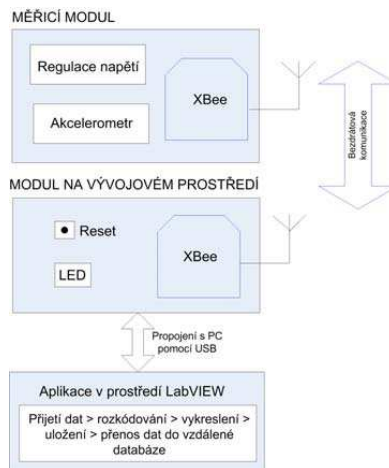 MĚŘICÍ MODUL
Regulace napětí
Akcelerometr
XBee
Bezdrátová
komunikace
MODUL NA VÝVOJOVÉM PROSTŘEDÍ
Reset
LED
XBee
Propojení s PC
pomocí USB
Aplikace v prostředí LabVIEW
Přijetí dat > rozkódování > vykreslení >
uložení > přenos dat do vzdálené
databáze